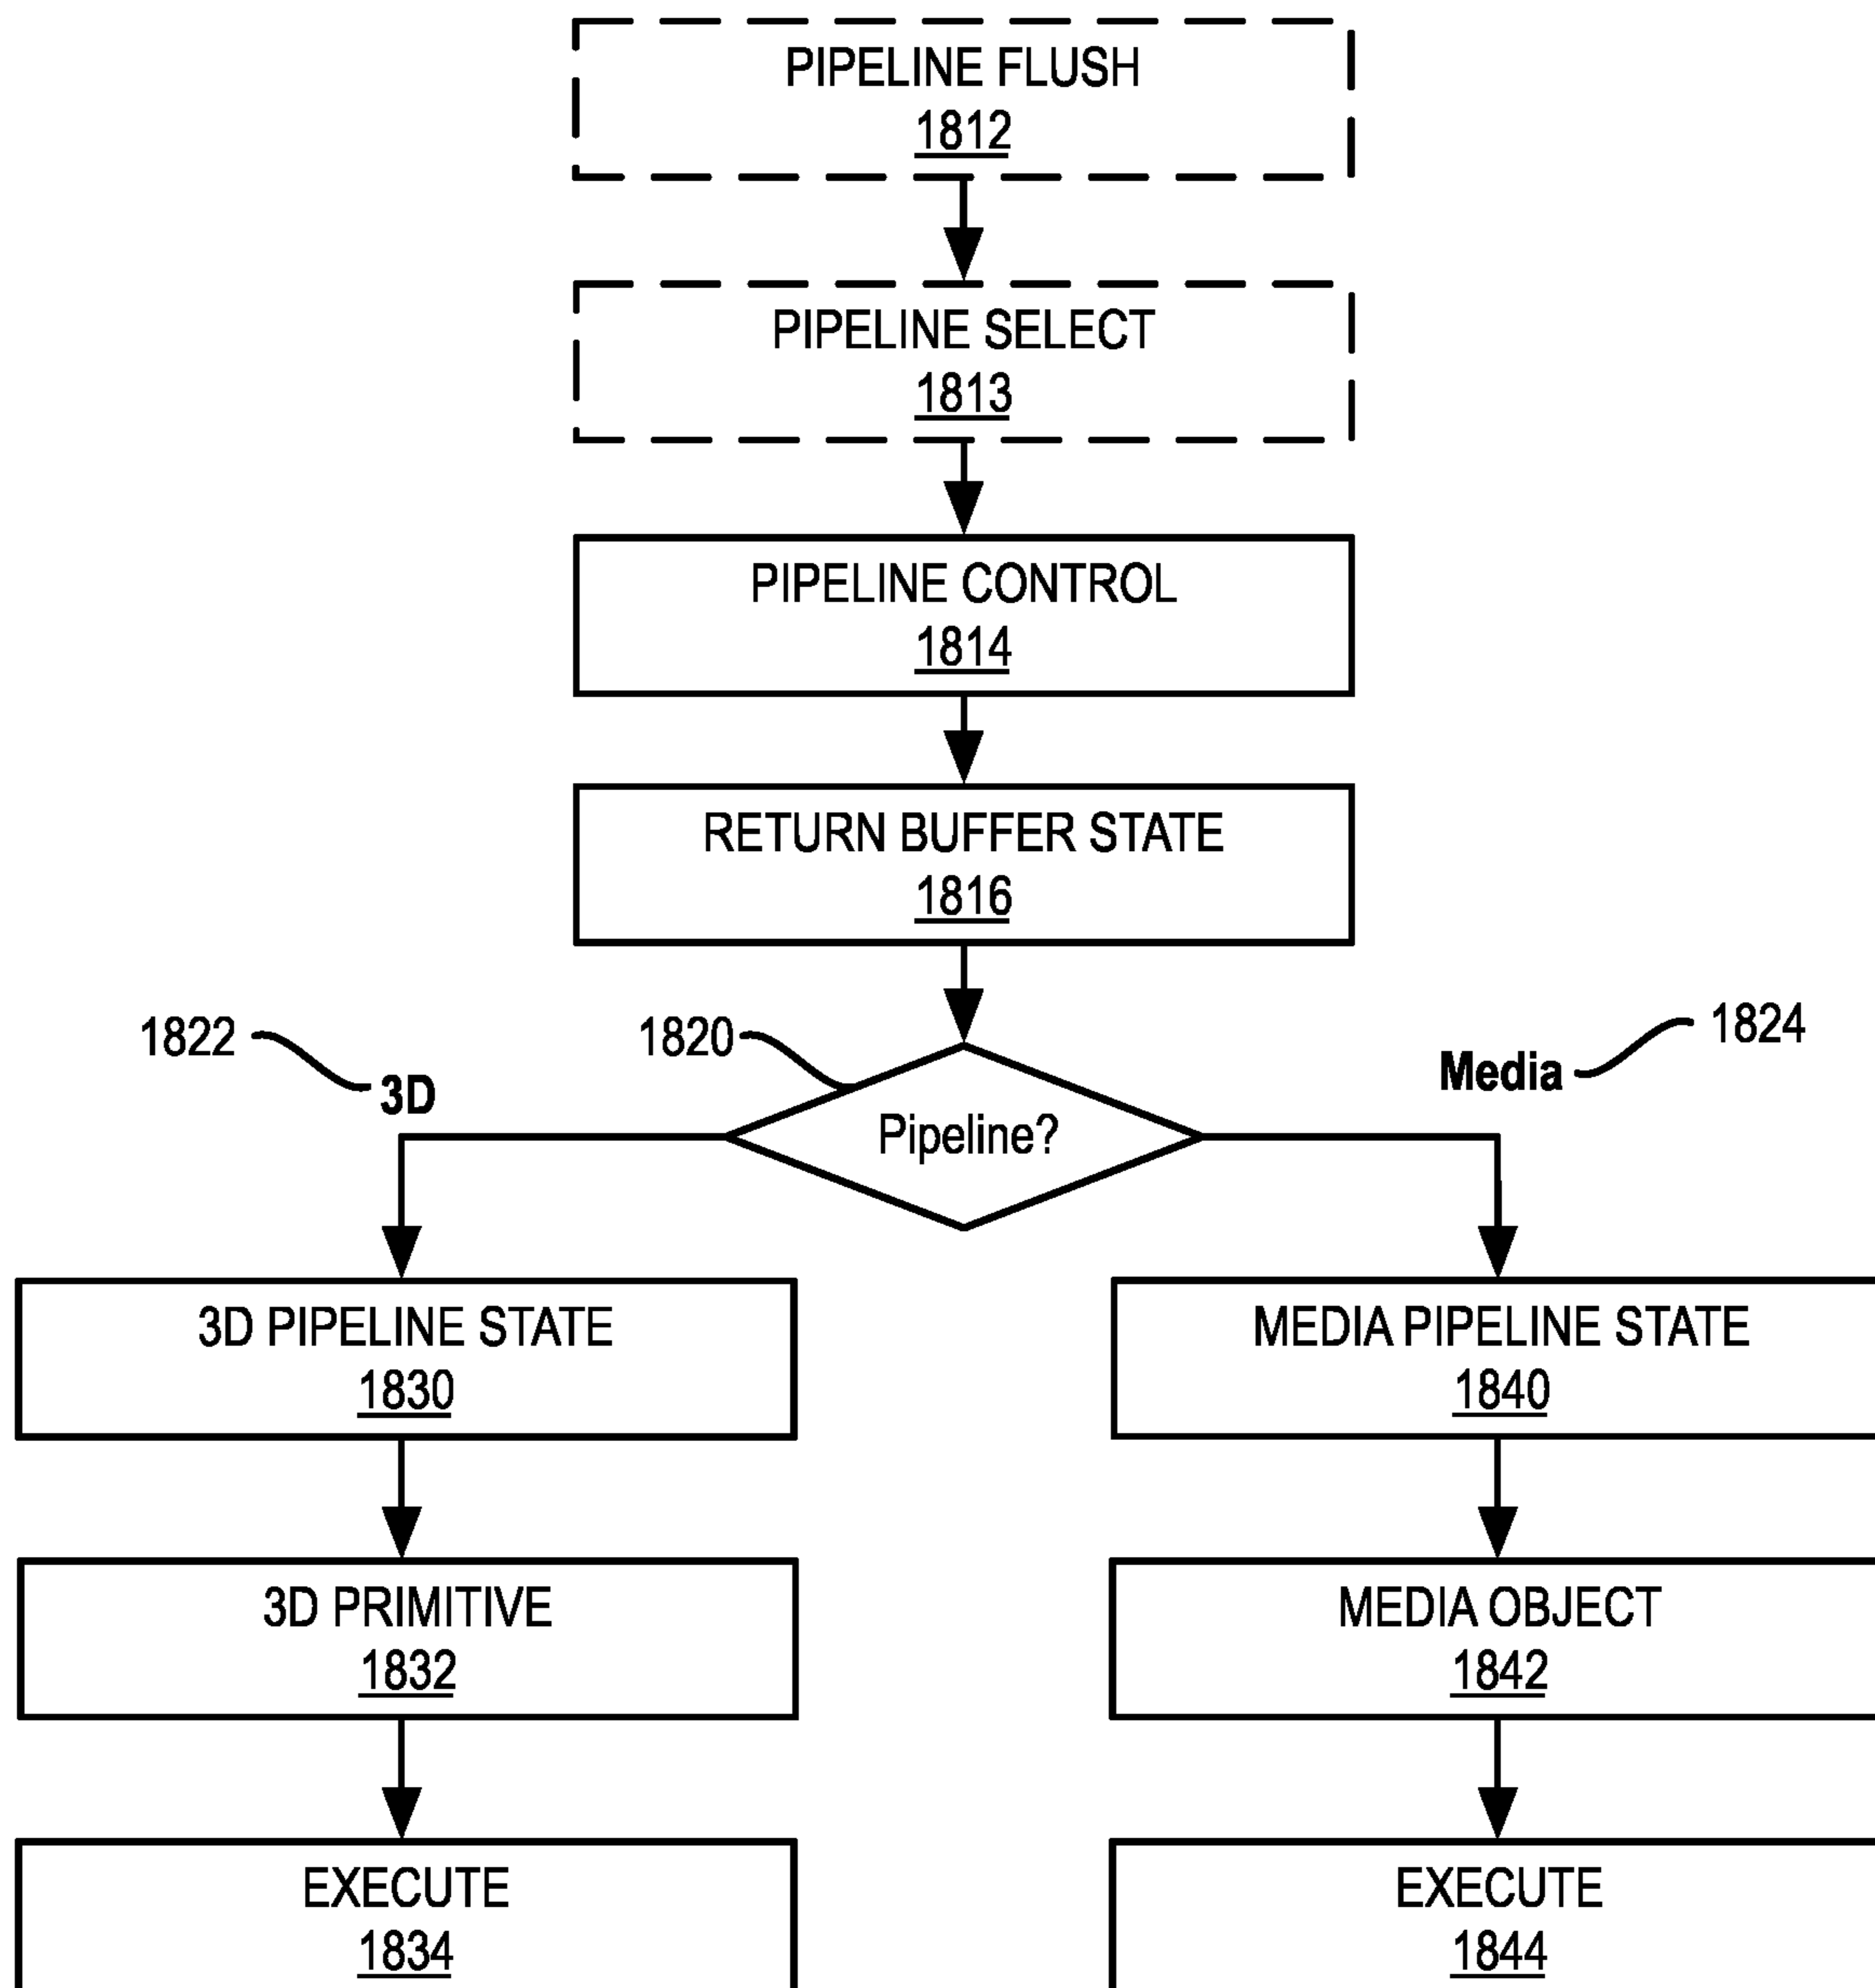 PIPELINE FLUSH
1812
PIPELINE SELECT
1813
PIPELINE CONTROL
1814
RETURN BUFFER STATE
1816
1822
3D
1820
Pipeline?
Media
1824
3D PIPELINE STATE
1830
MEDIA PIPELINE STATE
1840
3D PRIMITIVE
1832
MEDIA OBJECT
1842
EXECUTE
1834
EXECUTE
1844